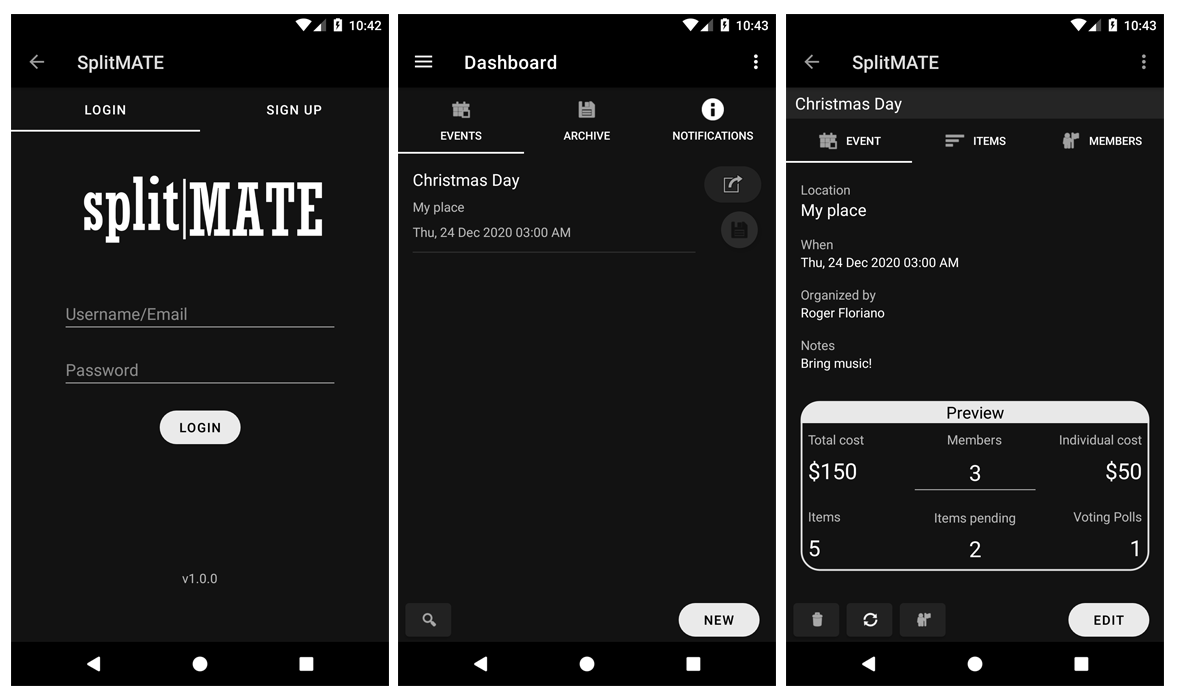 10:42
SplitMATE
LOGIN SIGN UP
split|MATE
Username/Email
Password
LOGIN
v1.0.0
10:43
Dashboard
EVENTS ARCHIVE NOTIFICATIONS
Christmas Day
My place
Thu, 24 Dec 2020 03:00 AM
NEW
10:43
SplitMATE
Christmas Day
EVENT ITEMS MEMBERS
Location
My place
When
Thu, 24 Dec 2020 03:00 AM
Organized by
Roger Floriano
Notes
Bring music!
Preview
Total cost Members Individual cost
$150 3 $50
Items Items pending Voting Polls
5 2 1
EDIT